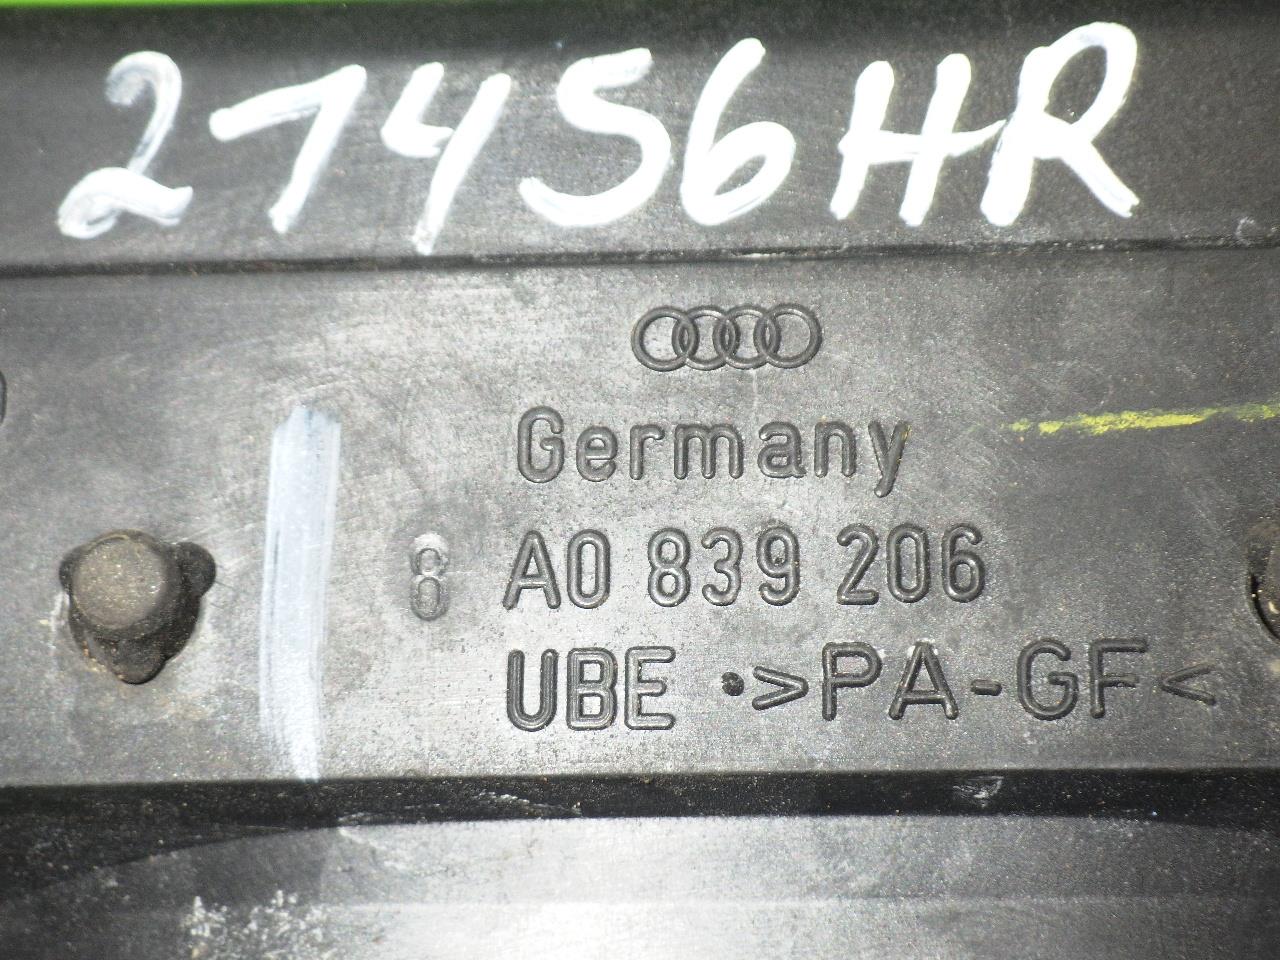 27456HR
Germany
8 A0 839 206
UBE •>PA-GF<